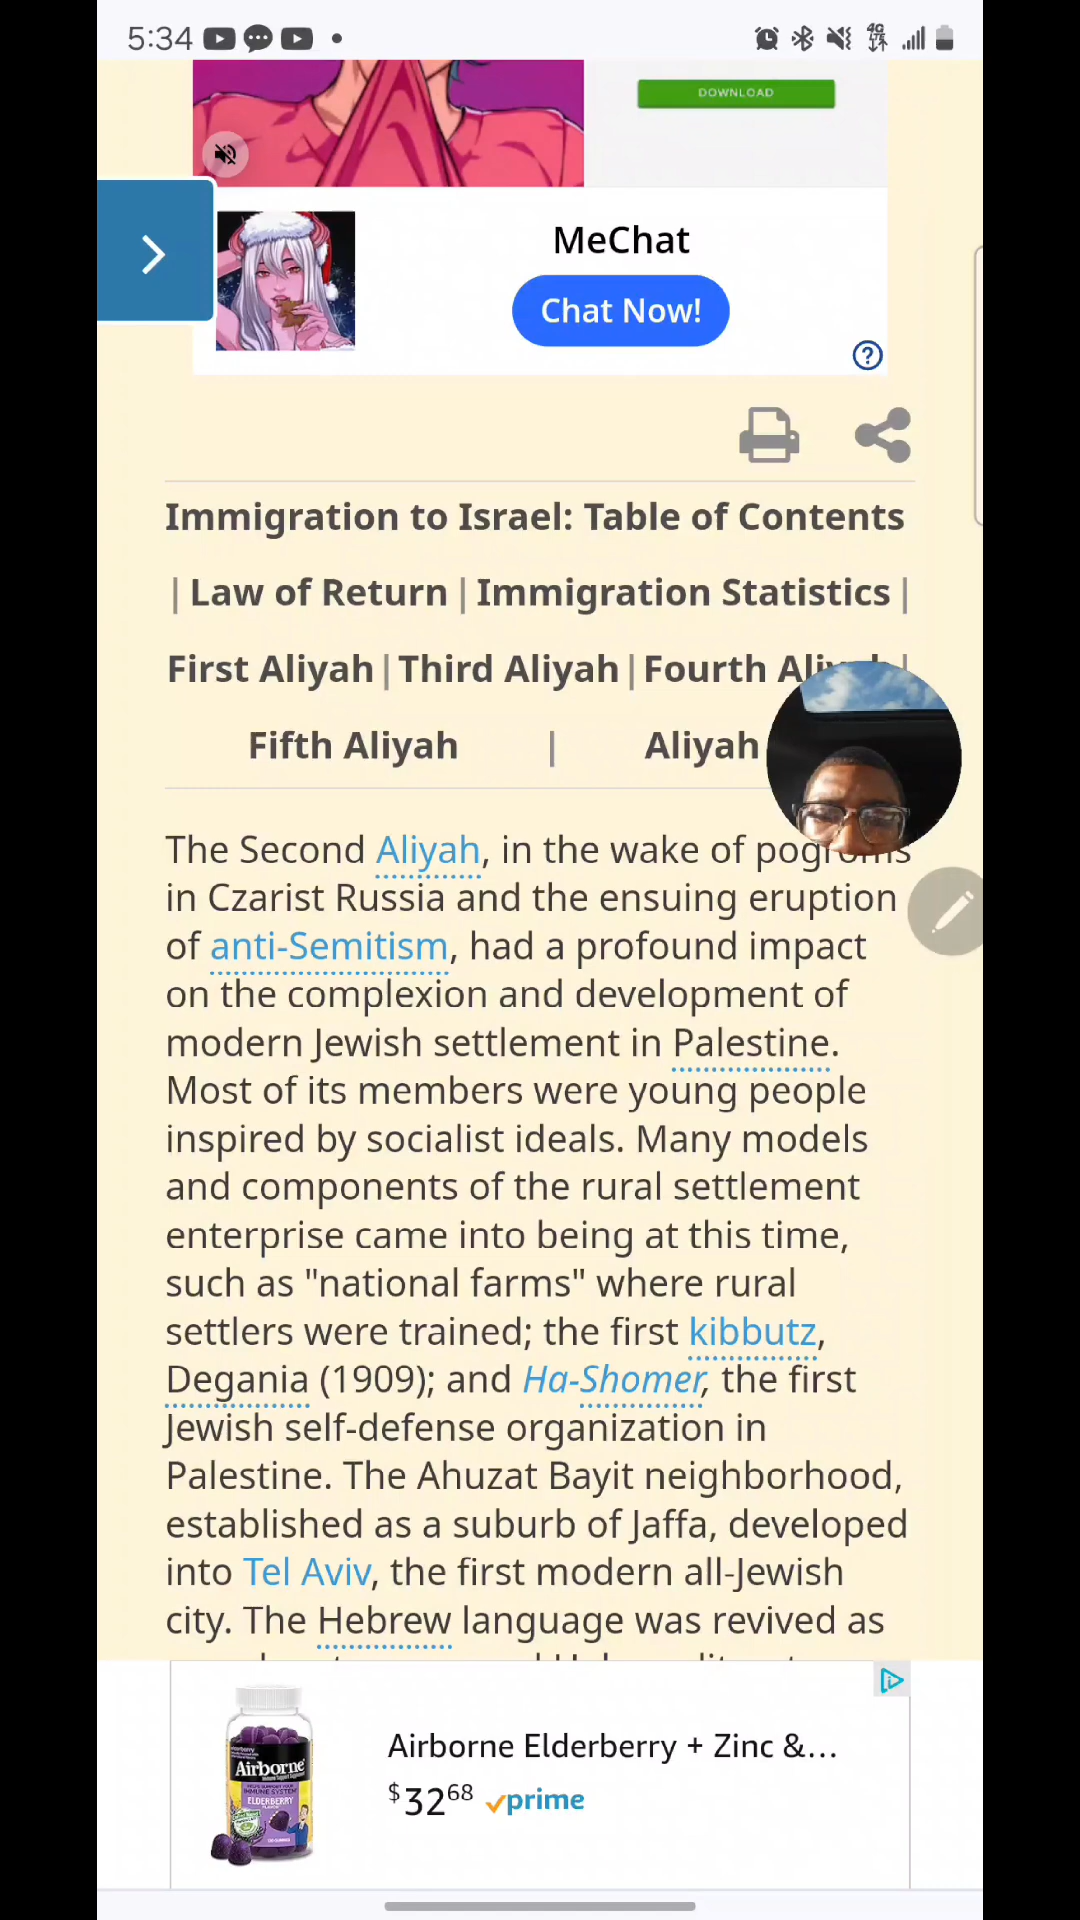 5:34
4G
LTE
DOWNLOAD
MeChat
Chat Now!
Immigration to Israel: Table of Contents
| Law of Return | Immigration Statistics |
First Aliyah | Third Aliyah | Fourth
Fifth Aliyah | Aliyah
The Second Aliyah, in the wake of pogroms
in Czarist Russia and the ensuing eruption
of anti-Semitism, had a profound impact
on the complexion and development of
modern Jewish settlement in Palestine.
Most of its members were young people
inspired by socialist ideals. Many models
and components of the rural settlement
enterprise came into being at this time,
such as "national farms" where rural
settlers were trained; the first kibbutz,
Degania (1909); and Ha-Shomer, the first
Jewish self-defense organization in
Palestine. The Ahuzat Bayit neighborhood,
established as a suburb of Jaffa, developed
into Tel Aviv, the first modern all-Jewish
city. The Hebrew language was revived as
Airborne
ELDERBERRY
Airborne Elderberry + Zinc &...
$32 68 prime